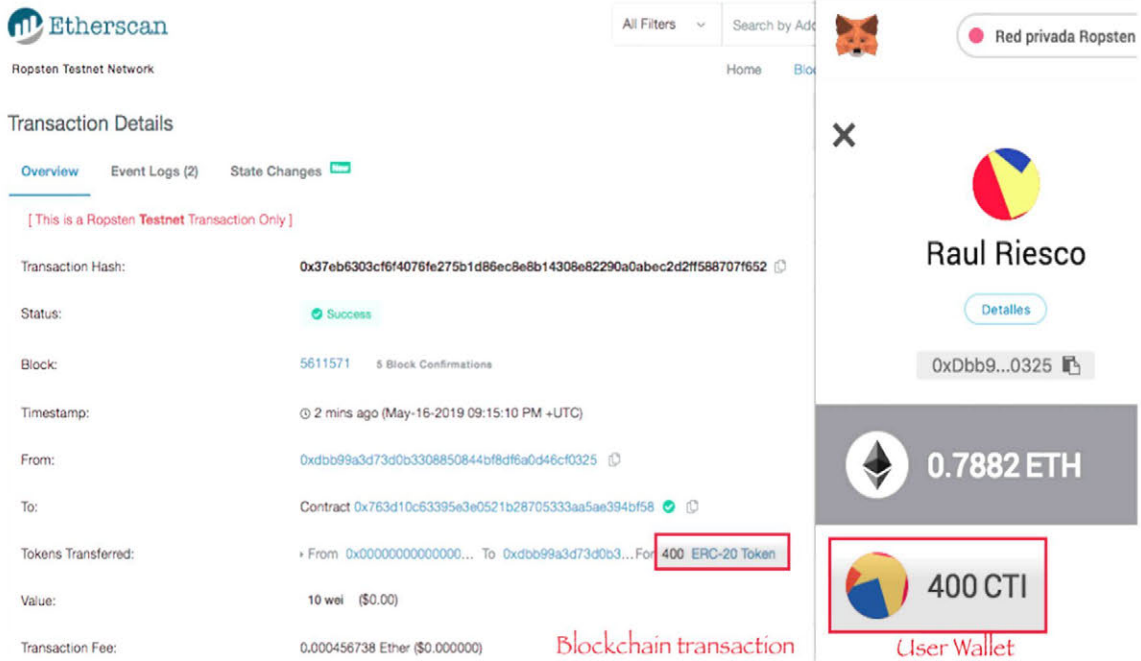 Etherscan
All Filters
Search by Add
Ropsten Testnet Network
Home Bloc
Transaction Details
Overview Event Logs (2) State Changes New
[ This is a Ropsten Testnet Transaction Only ]
Transaction Hash: 0x37eb6303cf6f4076fe275b1d86ec8e8b14308e82290a0abec2d2ff588707f652
Status: Success
Block: 5611571 5 Block Confirmations
Timestamp: 2 mins ago (May-16-2019 09:15:10 PM +UTC)
From: 0xdbb99a3d73d0b3308850844bf8df6a0d46cf0325
To: Contract 0x763d10c63395e3e0521b28705333aa5ae394bf58
Tokens Transferred: From 0x00000000000000... To 0xdbb99a3d73d0b3...For 400 ERC-20 Token
Value: 10 wei ($0.00)
Transaction Fee: 0.000456738 Ether ($0.000000)
Blockchain transaction
Red privada Ropsten
Raul Riesco
Detalles
0xDbb9...0325
0.7882 ETH
400 CTI
User Wallet